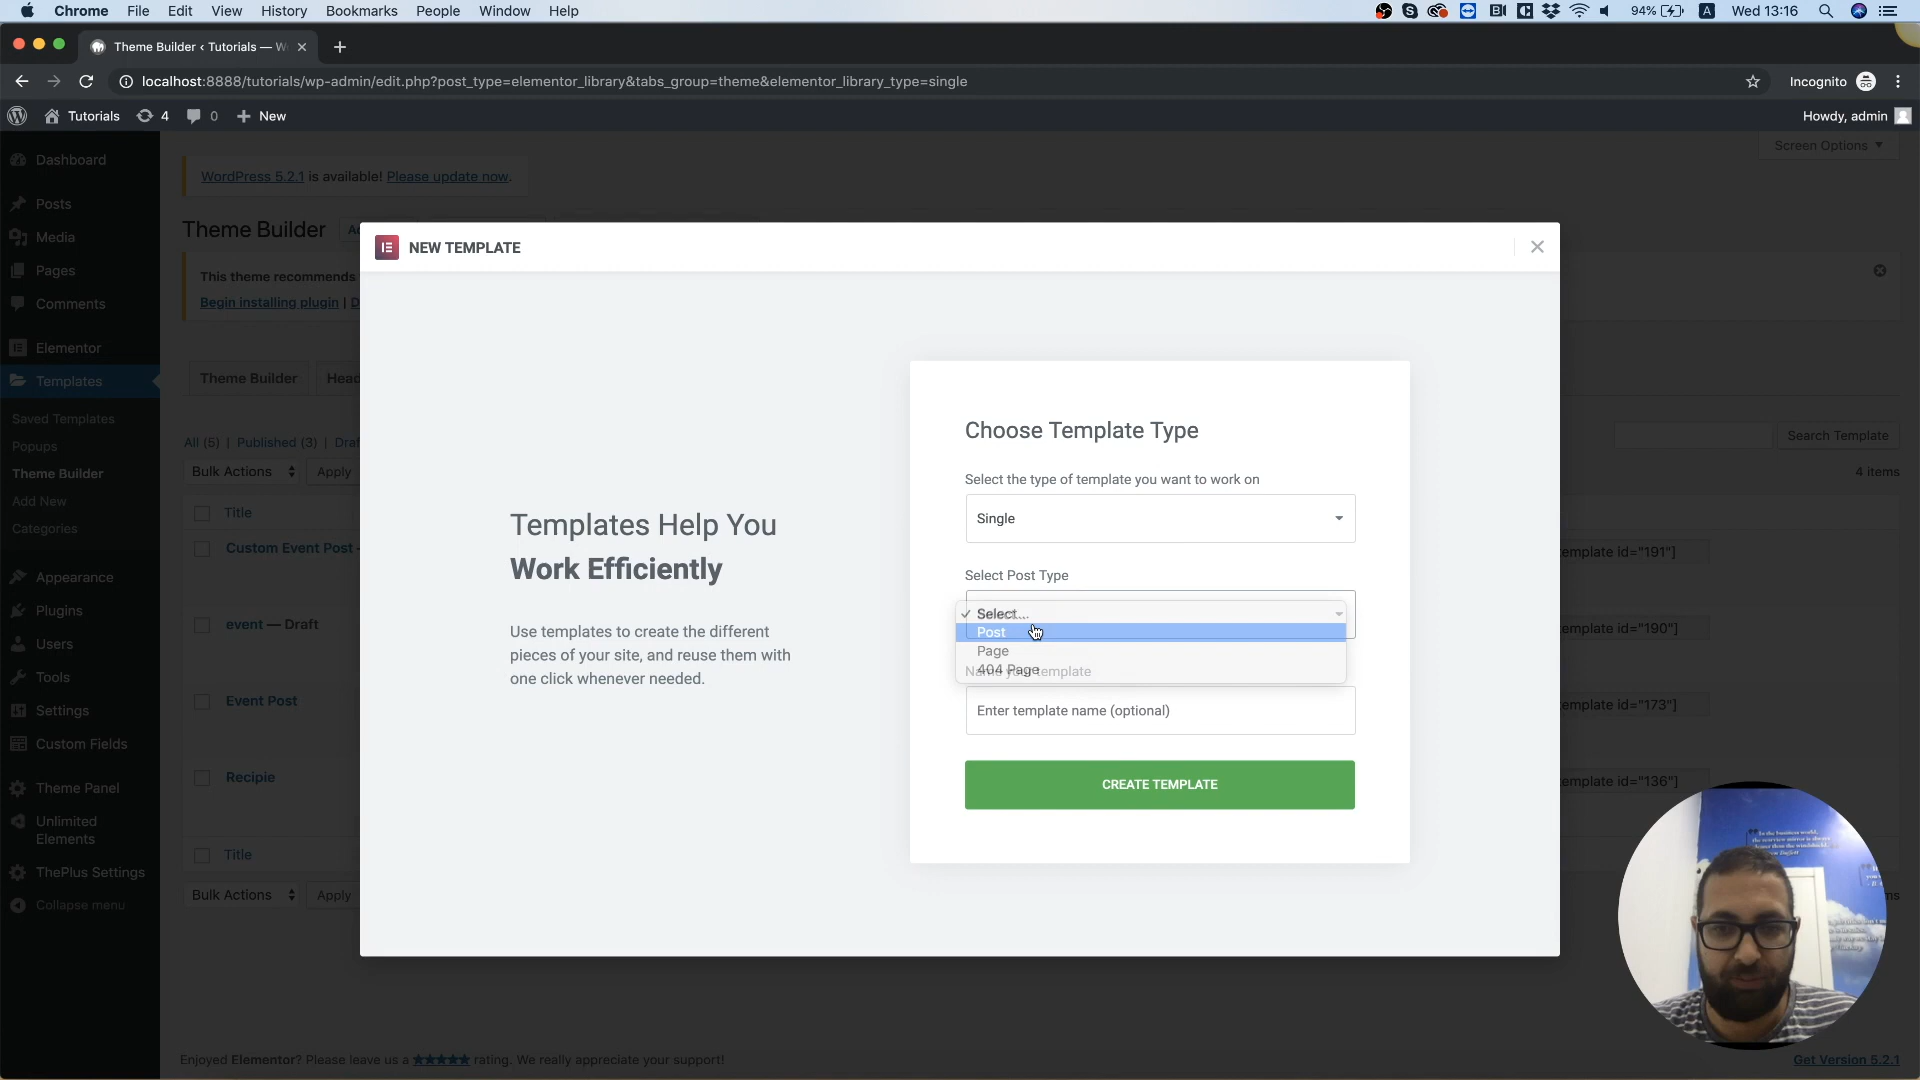 Chrome File Edit View History Bookmarks People Window Help
94% A Wed 13:16
Theme Builder ‹ Tutorials — W
localhost:8888/tutorials/wp-admin/edit.php?post_type=elementor_library&tabs_group=theme&elementor_library_type=single
Incognito
Tutorials 4 0 + New
Howdy, admin
Dashboard
Posts
Media
Pages
Comments
Elementor
Templates
Saved Templates
Popups
Theme Builder
Add New
Categories
Appearance
Plugins
Users
Tools
Settings
Custom Fields
Theme Panel
Unlimited
Elements
ThePlus Settings
Collapse menu
Screen Options
WordPress 5.2.1 is available! Please update now.
Theme Builder
This theme recommends
Begin installing plugin |
Theme Builder
All (5) | Published (3) |
Search Template
Bulk Actions Apply
4 items
Title
Custom Event Post
emplate id="191"]
event — Draft
emplate id="190"]
Event Post
emplate id="173"]
Recipie
emplate id="136"]
Title
Bulk Actions Apply
NEW TEMPLATE
Templates Help You
Work Efficiently
Use templates to create the different
pieces of your site, and reuse them with
one click whenever needed.
Choose Template Type
Select the type of template you want to work on
Single
Select Post Type
Select...
Post
Page
404 Page
Name your template
Enter template name (optional)
CREATE TEMPLATE
Enjoyed Elementor? Please leave us a ★★★★★ rating. We really appreciate your support!
Get Version 5.2.1